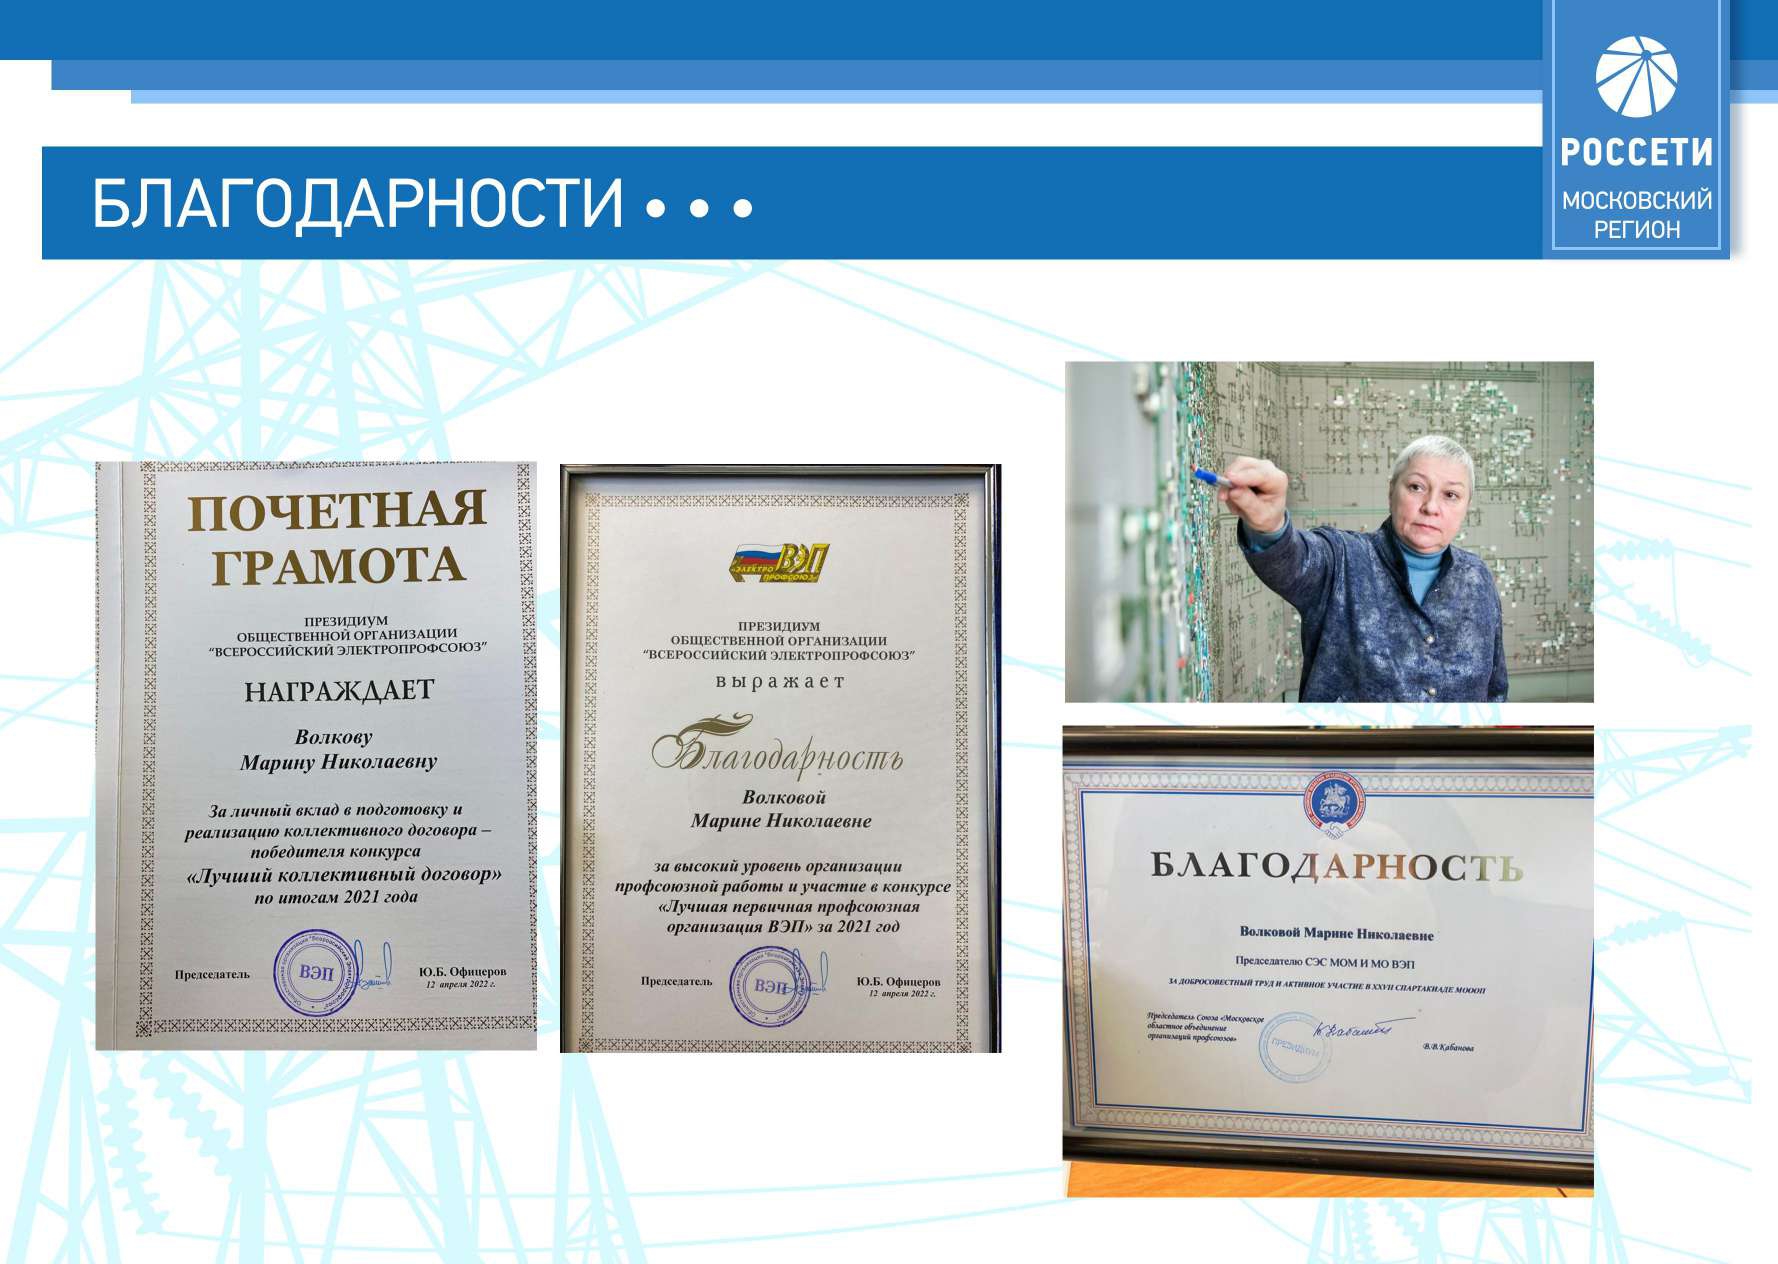 РОССЕТИ
МОСКОВСКИЙ
РЕГИОН
БЛАГОДАРНОСТИ • • •
ПОЧЕТНАЯ
ГРАМОТА
ПРЕЗИДИУМ
ОБЩЕСТВЕННОЙ ОРГАНИЗАЦИИ
"ВСЕРОССИЙСКИЙ ЭЛЕКТРОПРОФСОЮЗ"
НАГРАЖДАЕТ
Волкову
Марину Николаевну
За личный вклад в подготовку и
реализацию коллективного договора –
победителя конкурса
«Лучший коллективный договор»
по итогам 2021 года
Председатель
ВЭП
Ю.Б. Офицеров
12 апреля 2022 г.
ВЭП
«ЭЛЕКТРО
ПРОФСОЮЗ»
ПРЕЗИДИУМ
ОБЩЕСТВЕННОЙ ОРГАНИЗАЦИИ
"ВСЕРОССИЙСКИЙ ЭЛЕКТРОПРОФСОЮЗ"
выражает
Благодарность
Волковой
Марине Николаевне
за высокий уровень организации
профсоюзной работы и участие в конкурсе
«Лучшая первичная профсоюзная
организация ВЭП» за 2021 год
Председатель
ВЭП
Ю.Б. Офицеров
12 апреля 2022 г.
БЛАГОДАРНОСТЬ
Волковой Марине Николаевне
Председателю СЭС МОМ И МО ВЭП
ЗА ДОБРОСОВЕСТНЫЙ ТРУД И АКТИВНОЕ УЧАСТИЕ В XXVII СПАРТАКИАДЕ МОООП
Председатель Союза «Московское
областное объединение
организаций профсоюзов»
ПРЕЗИДИУМ
В.В.Кабанова